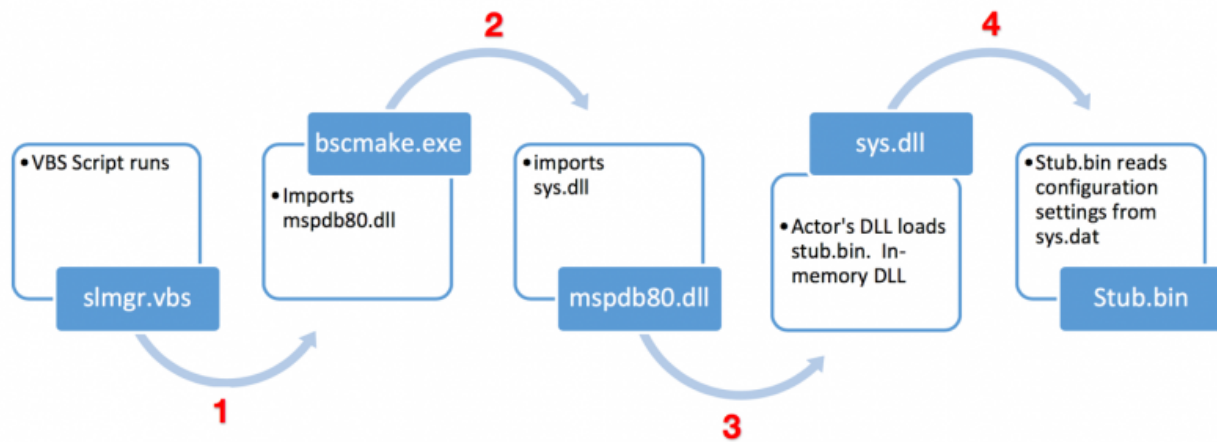 2
4
bscmake.exe
sys.dll
•VBS Script runs
•Imports
mspdb80.dll
•imports
sys.dll
•Actor's DLL loads
stub.bin. In-
memory DLL
•Stub.bin reads
configuration
settings from
sys.dat
slmgr.vbs
mspdb80.dll
Stub.bin
1
3